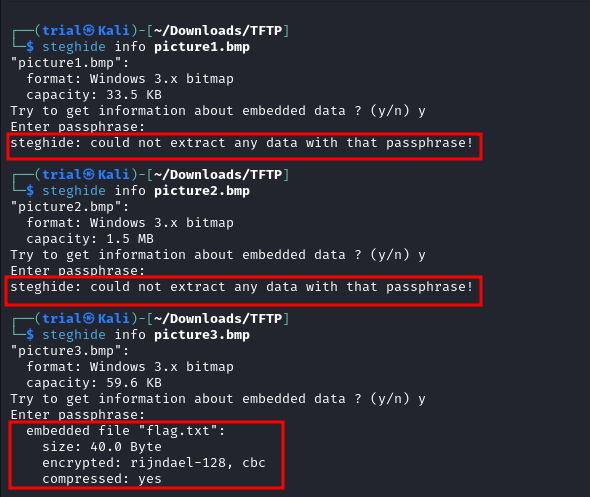 ┌──(trial㉿Kali)-[~/Downloads/TFTP]
└─$ steghide info picture1.bmp
"picture1.bmp":
  format: Windows 3.x bitmap
  capacity: 33.5 KB
Try to get information about embedded data ? (y/n) y
Enter passphrase:
steghide: could not extract any data with that passphrase!

┌──(trial㉿Kali)-[~/Downloads/TFTP]
└─$ steghide info picture2.bmp
"picture2.bmp":
  format: Windows 3.x bitmap
  capacity: 1.5 MB
Try to get information about embedded data ? (y/n) y
Enter passphrase:
steghide: could not extract any data with that passphrase!

┌──(trial㉿Kali)-[~/Downloads/TFTP]
└─$ steghide info picture3.bmp
"picture3.bmp":
  format: Windows 3.x bitmap
  capacity: 59.6 KB
Try to get information about embedded data ? (y/n) y
Enter passphrase:
  embedded file "flag.txt":
    size: 40.0 Byte
    encrypted: rijndael-128, cbc
    compressed: yes